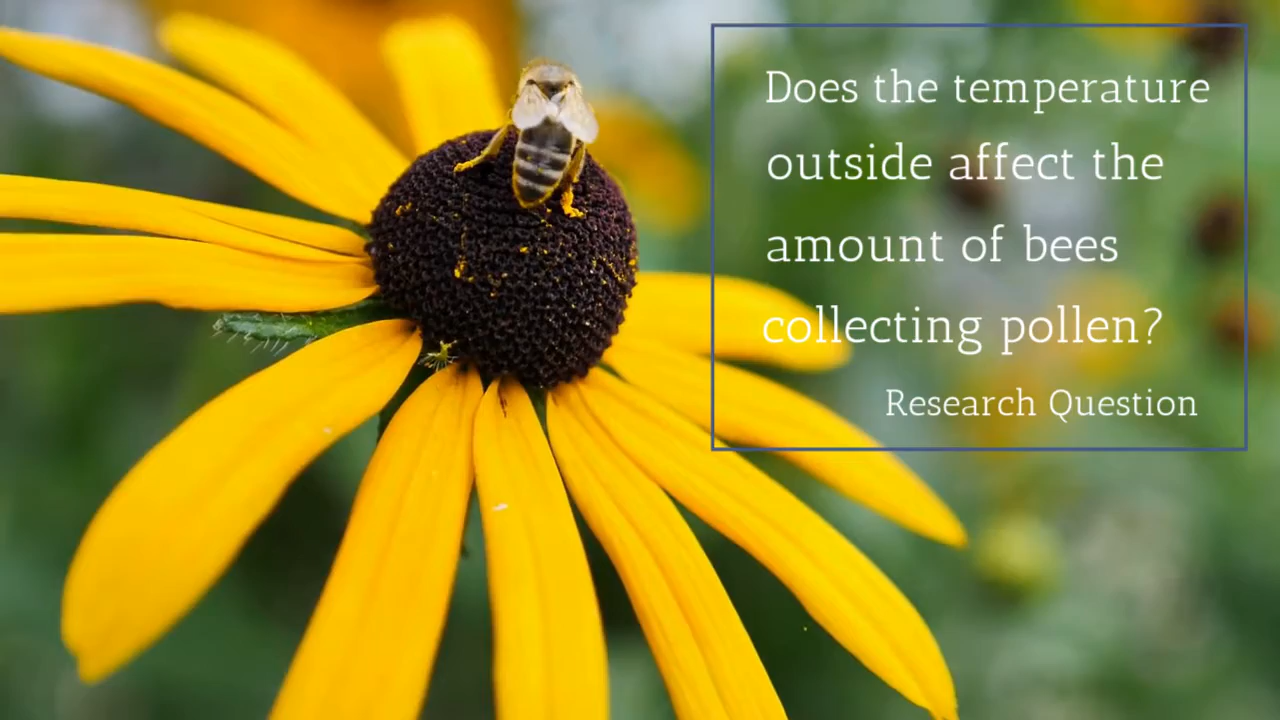 Does the temperature
outside affect the
amount of bees
collecting pollen?
Research Question